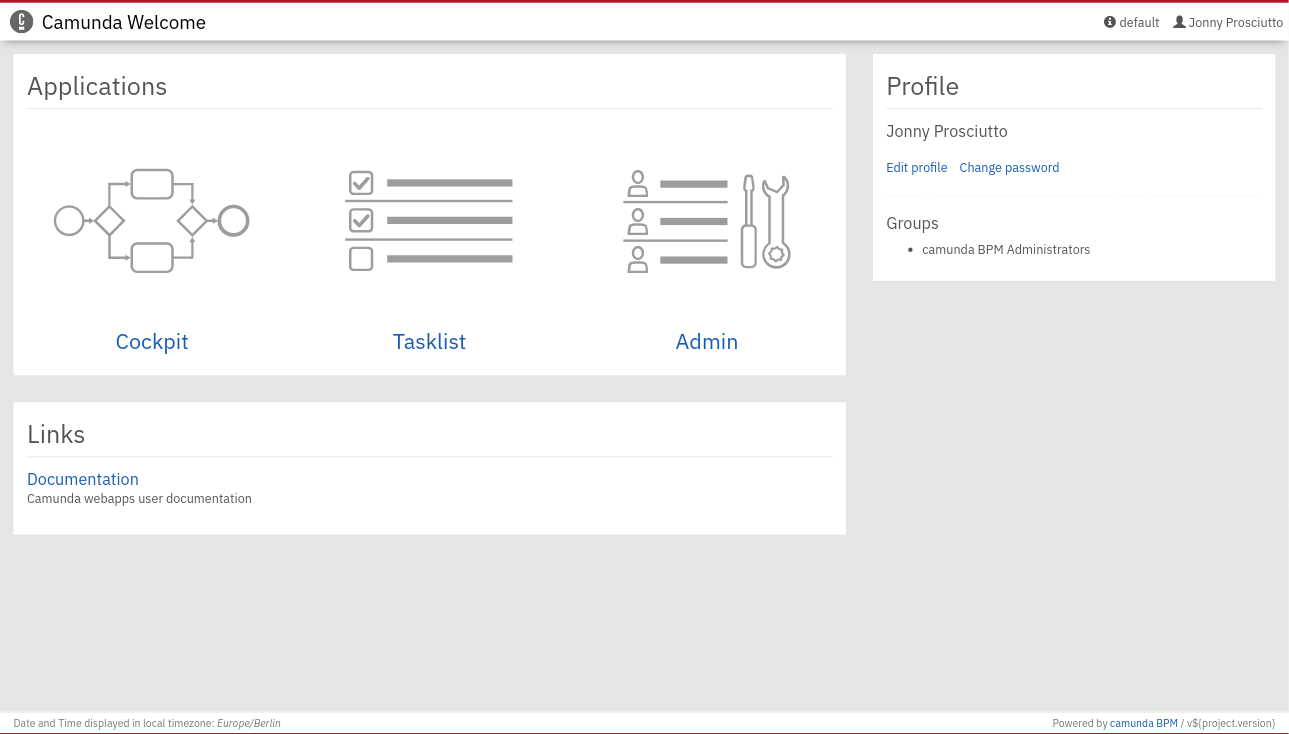 Camunda Welcome
default Jonny Prosciutto
Applications
Cockpit Tasklist Admin
Links
Documentation
Camunda webapps user documentation
Profile
Jonny Prosciutto
Edit profile Change password
Groups
• camunda BPM Administrators
Date and Time displayed in local timezone: Europe/Berlin
Powered by camunda BPM / v${project.version}